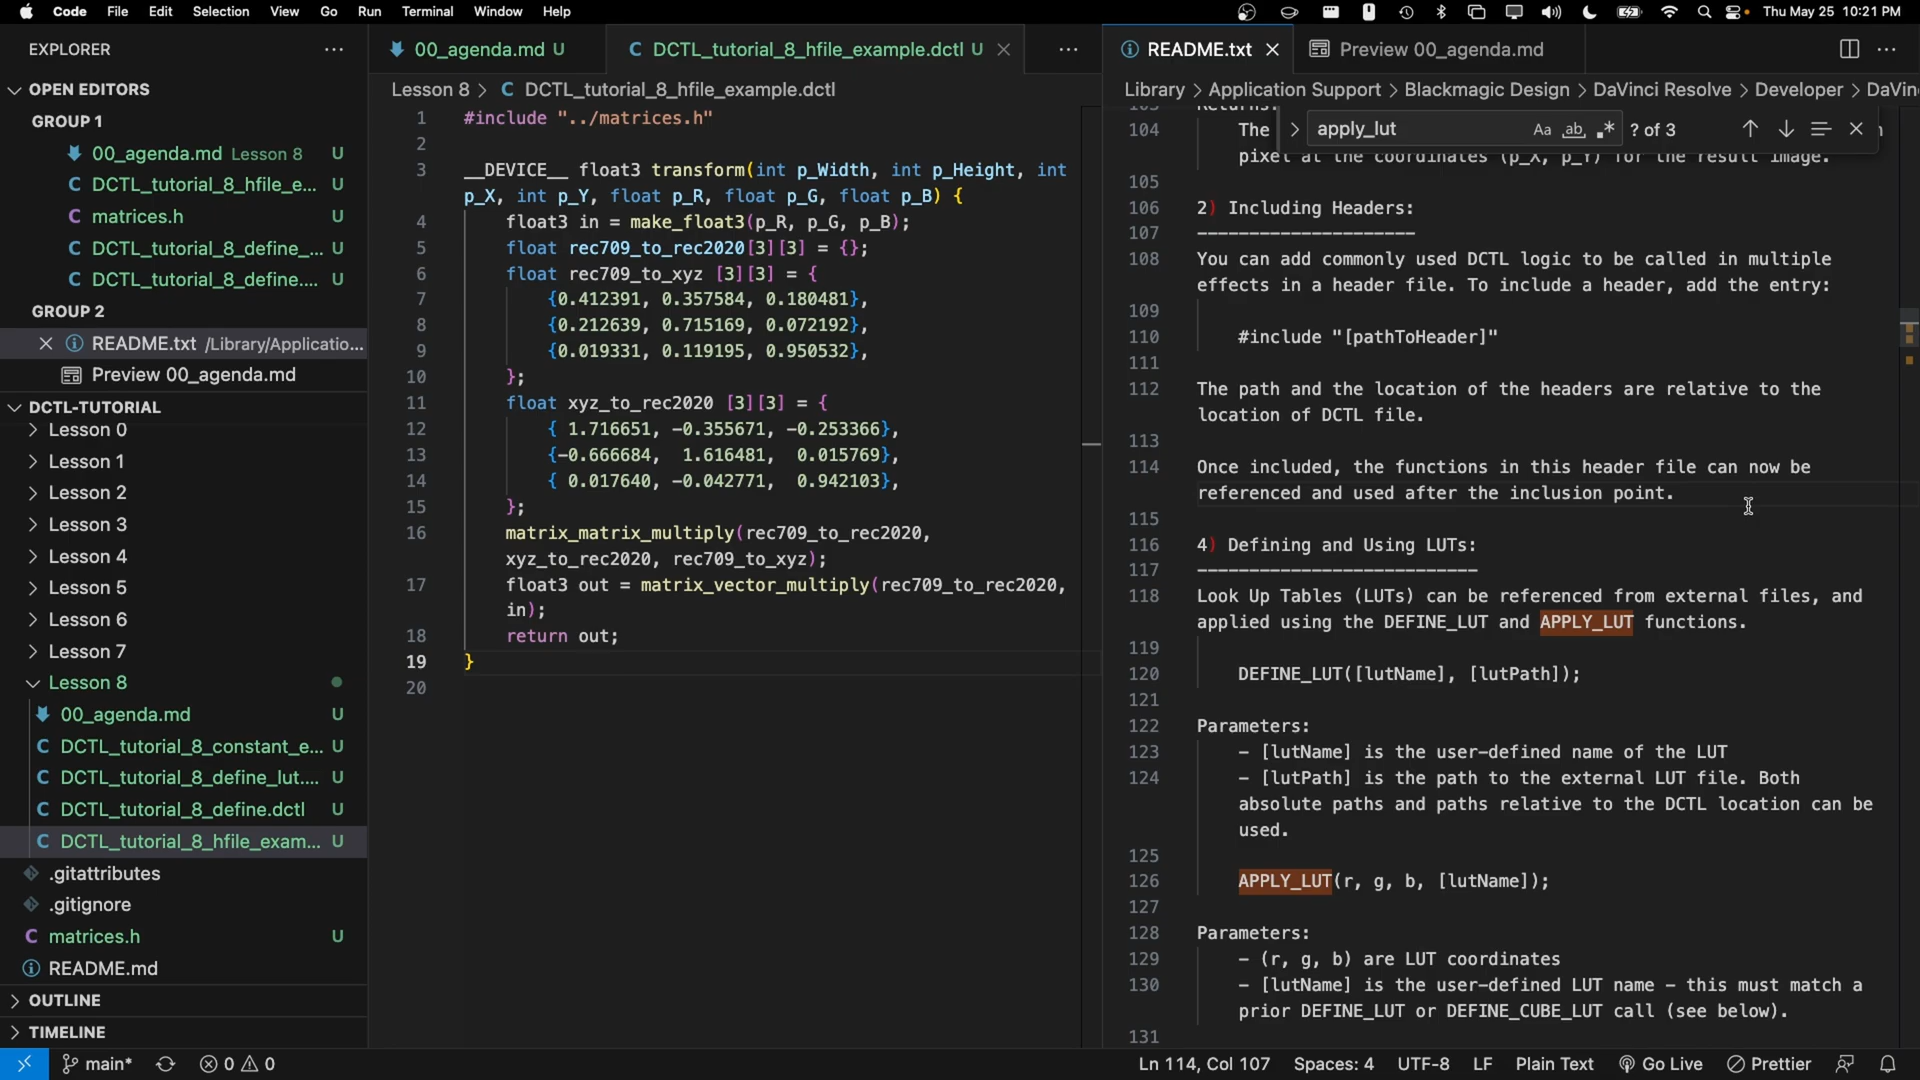 Code File Edit Selection View Go Run Terminal Window Help Thu May 25 10:21 PM
EXPLORER
OPEN EDITORS
GROUP 1
00_agenda.md Lesson 8 U
DCTL_tutorial_8_hfile_e... U
matrices.h U
DCTL_tutorial_8_define_... U
DCTL_tutorial_8_define.... U
GROUP 2
README.txt /Library/Applicatio...
Preview 00_agenda.md
DCTL-TUTORIAL
Lesson 0
Lesson 1
Lesson 2
Lesson 3
Lesson 4
Lesson 5
Lesson 6
Lesson 7
Lesson 8
00_agenda.md U
DCTL_tutorial_8_constant_e... U
DCTL_tutorial_8_define_lut.... U
DCTL_tutorial_8_define.dctl U
DCTL_tutorial_8_hfile_exam... U
.gitattributes
.gitignore
matrices.h U
README.md
OUTLINE
TIMELINE
00_agenda.md U DCTL_tutorial_8_hfile_example.dctl U
Lesson 8 > C DCTL_tutorial_8_hfile_example.dctl
1 #include "../matrices.h"
2
3 __DEVICE__ float3 transform(int p_Width, int p_Height, int
p_X, int p_Y, float p_R, float p_G, float p_B) {
4 float3 in = make_float3(p_R, p_G, p_B);
5 float rec709_to_rec2020[3][3] = {};
6 float rec709_to_xyz [3][3] = {
7 {0.412391, 0.357584, 0.180481},
8 {0.212639, 0.715169, 0.072192},
9 {0.019331, 0.119195, 0.950532},
10 };
11 float xyz_to_rec2020 [3][3] = {
12 { 1.716651, -0.355671, -0.253366},
13 {-0.666684, 1.616481, 0.015769},
14 { 0.017640, -0.042771, 0.942103},
15 };
16 matrix_matrix_multiply(rec709_to_rec2020,
xyz_to_rec2020, rec709_to_xyz);
17 float3 out = matrix_vector_multiply(rec709_to_rec2020,
in);
18 return out;
19 }
20
README.txt Preview 00_agenda.md
Library > Application Support > Blackmagic Design > DaVinci Resolve > Developer > DaVin
apply_lut Aa ab .* ? of 3
103 Returns:
104 The
pixel at the coordinates (p_X, p_Y) for the result image.
105
106 2) Including Headers:
107 ---------------------
108 You can add commonly used DCTL logic to be called in multiple
effects in a header file. To include a header, add the entry:
109
110 #include "[pathToHeader]"
111
112 The path and the location of the headers are relative to the
location of DCTL file.
113
114 Once included, the functions in this header file can now be
referenced and used after the inclusion point.
115
116 4) Defining and Using LUTs:
117 ---------------------------
118 Look Up Tables (LUTs) can be referenced from external files, and
applied using the DEFINE_LUT and APPLY_LUT functions.
119
120 DEFINE_LUT([lutName], [lutPath]);
121
122 Parameters:
123 - [lutName] is the user-defined name of the LUT
124 - [lutPath] is the path to the external LUT file. Both
absolute paths and paths relative to the DCTL location can be
used.
125
126 APPLY_LUT(r, g, b, [lutName]);
127
128 Parameters:
129 - (r, g, b) are LUT coordinates
130 - [lutName] is the user-defined LUT name - this must match a
prior DEFINE_LUT or DEFINE_CUBE_LUT call (see below).
131
main* 0 0 Ln 114, Col 107 Spaces: 4 UTF-8 LF Plain Text Go Live Prettier